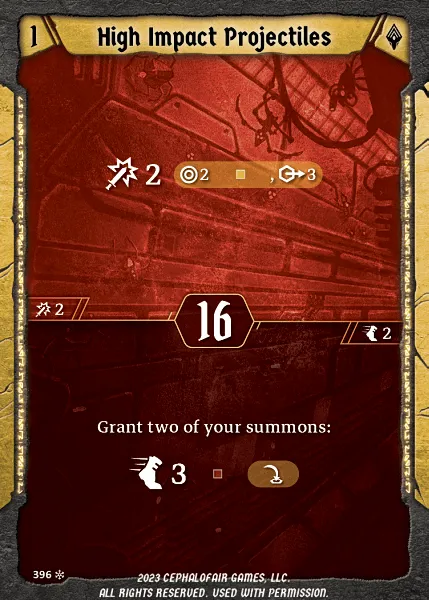 1 High Impact Projectiles
2 2 , 3
2
16
2
Grant two of your summons:
3
396
2023 CEPHALOFAIR GAMES, LLC.
ALL RIGHTS RESERVED. USED WITH PERMISSION.